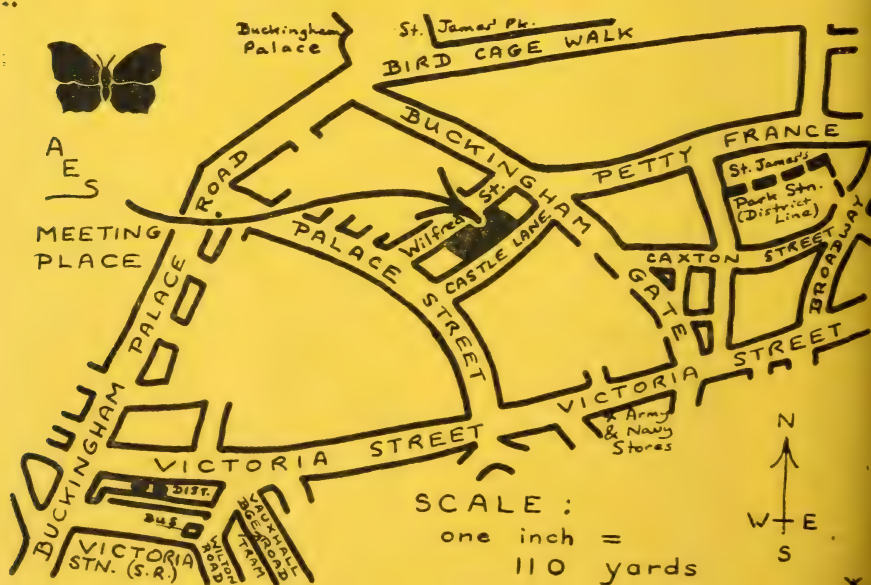 Buckingham
Palace
St. James' Pk.
BIRD CAGE WALK
A
E
S
MEETING
PLACE
BUCKINGHAM PALACE ROAD
BUCKINGHAM GATE
PETTY FRANCE
St. James's
Park Stn.
(District
Line)
Wilfred St.
CASTLE LANE
PALACE STREET
CAXTON STREET
BROADWAY
VICTORIA STREET
Army
& Navy
Stores
VICTORIA STREET
DIST.
BUS
VICTORIA
STN. (S.R.)
WILTON
ROAD
VAUXHALL
BGE ROAD
TRAM
SCALE:
one inch =
110 yards
N
W E
S